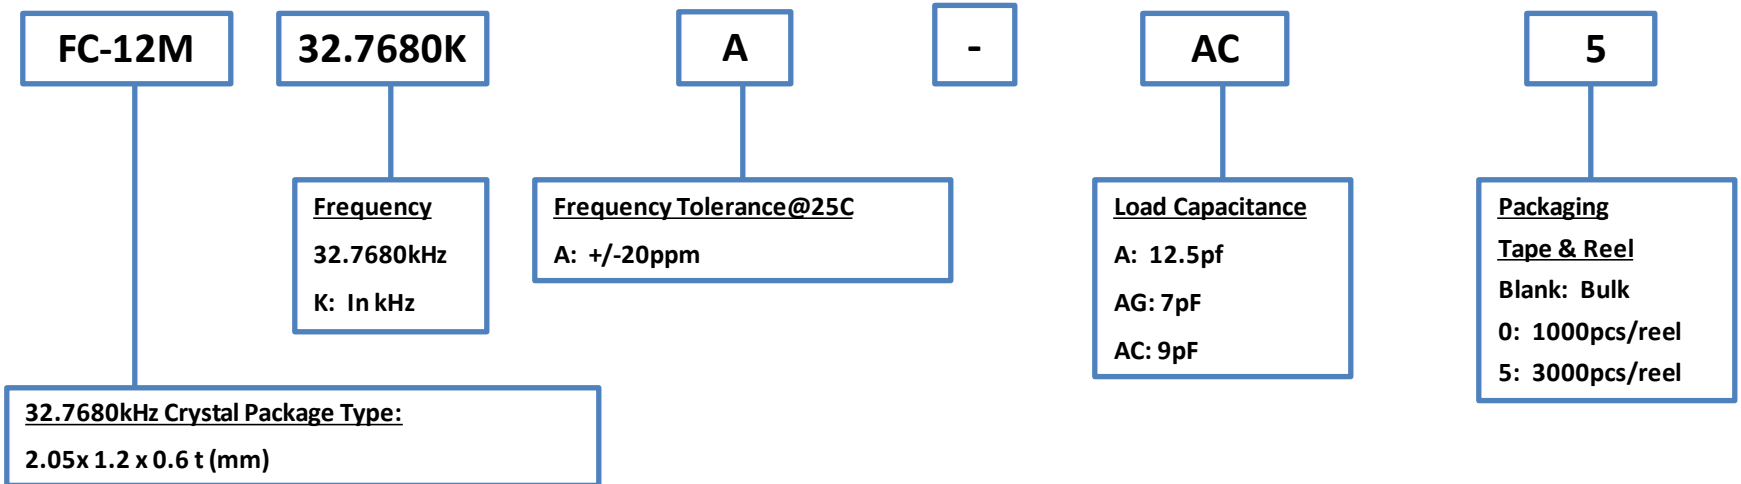 FC-12M 32.7680K A - AC 5
Frequency
32.7680kHz
K: In kHz
Frequency Tolerance@25C
A: +/-20ppm
Load Capacitance
A: 12.5pf
AG: 7pF
AC: 9pF
Packaging
Tape & Reel
Blank: Bulk
0: 1000pcs/reel
5: 3000pcs/reel
32.7680kHz Crystal Package Type:
2.05x 1.2 x 0.6 t (mm)